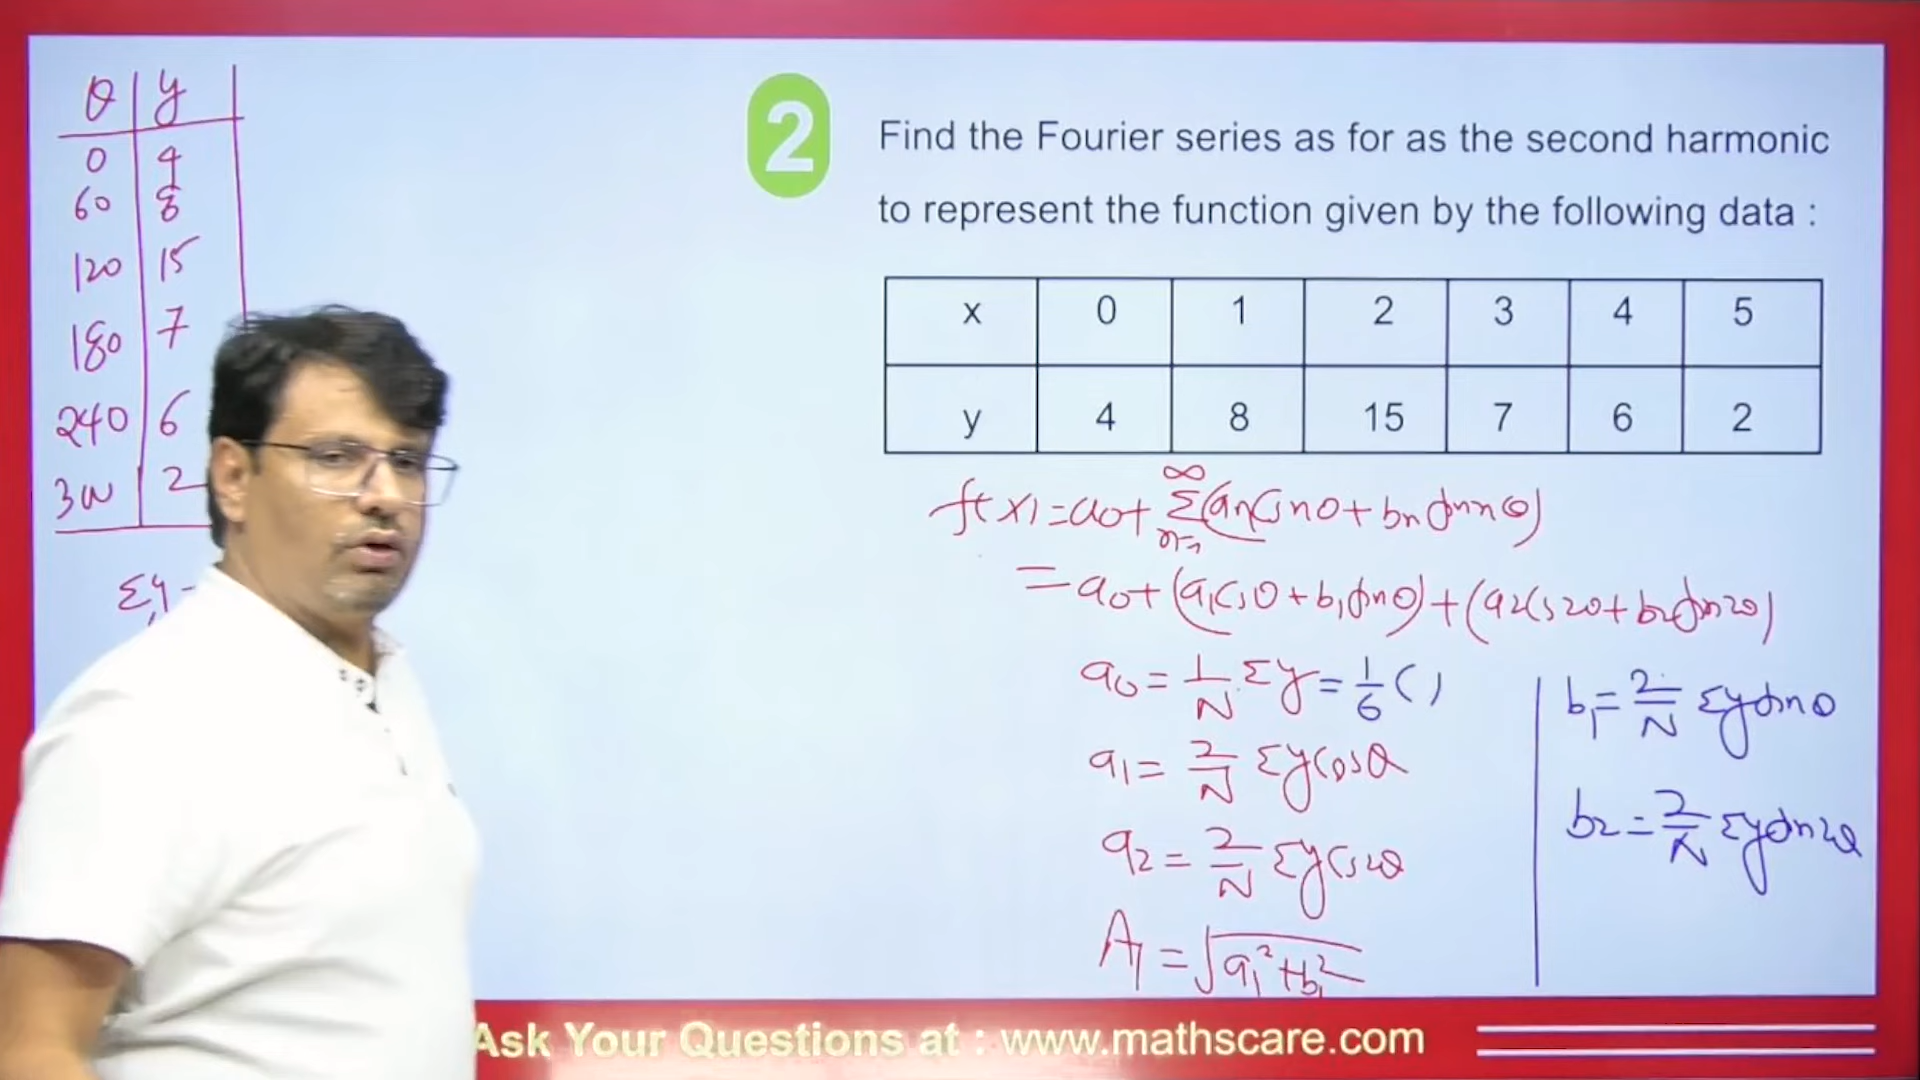 θ y
0 4
60 8
120 15
180 7
240 6
300 2
Σy
2
Find the Fourier series as for as the second harmonic
to represent the function given by the following data :
x 0 1 2 3 4 5
y 4 8 15 7 6 2
f(x) = a0 + ∞Σn=1 (an cos nθ + bn sin nθ)
= a0 + (a1 cos θ + b1 sin θ) + (a2 cos 2θ + b2 sin 2θ)
a0 = 1/N Σy = 1/6 ( )
a1 = 2/N Σy cos θ
a2 = 2/N Σy cos 2θ
A1 = √a1² + b1²
b1 = 2/N Σy sin θ
b2 = 2/N Σy sin 2θ
Ask Your Questions at : www.mathscare.com